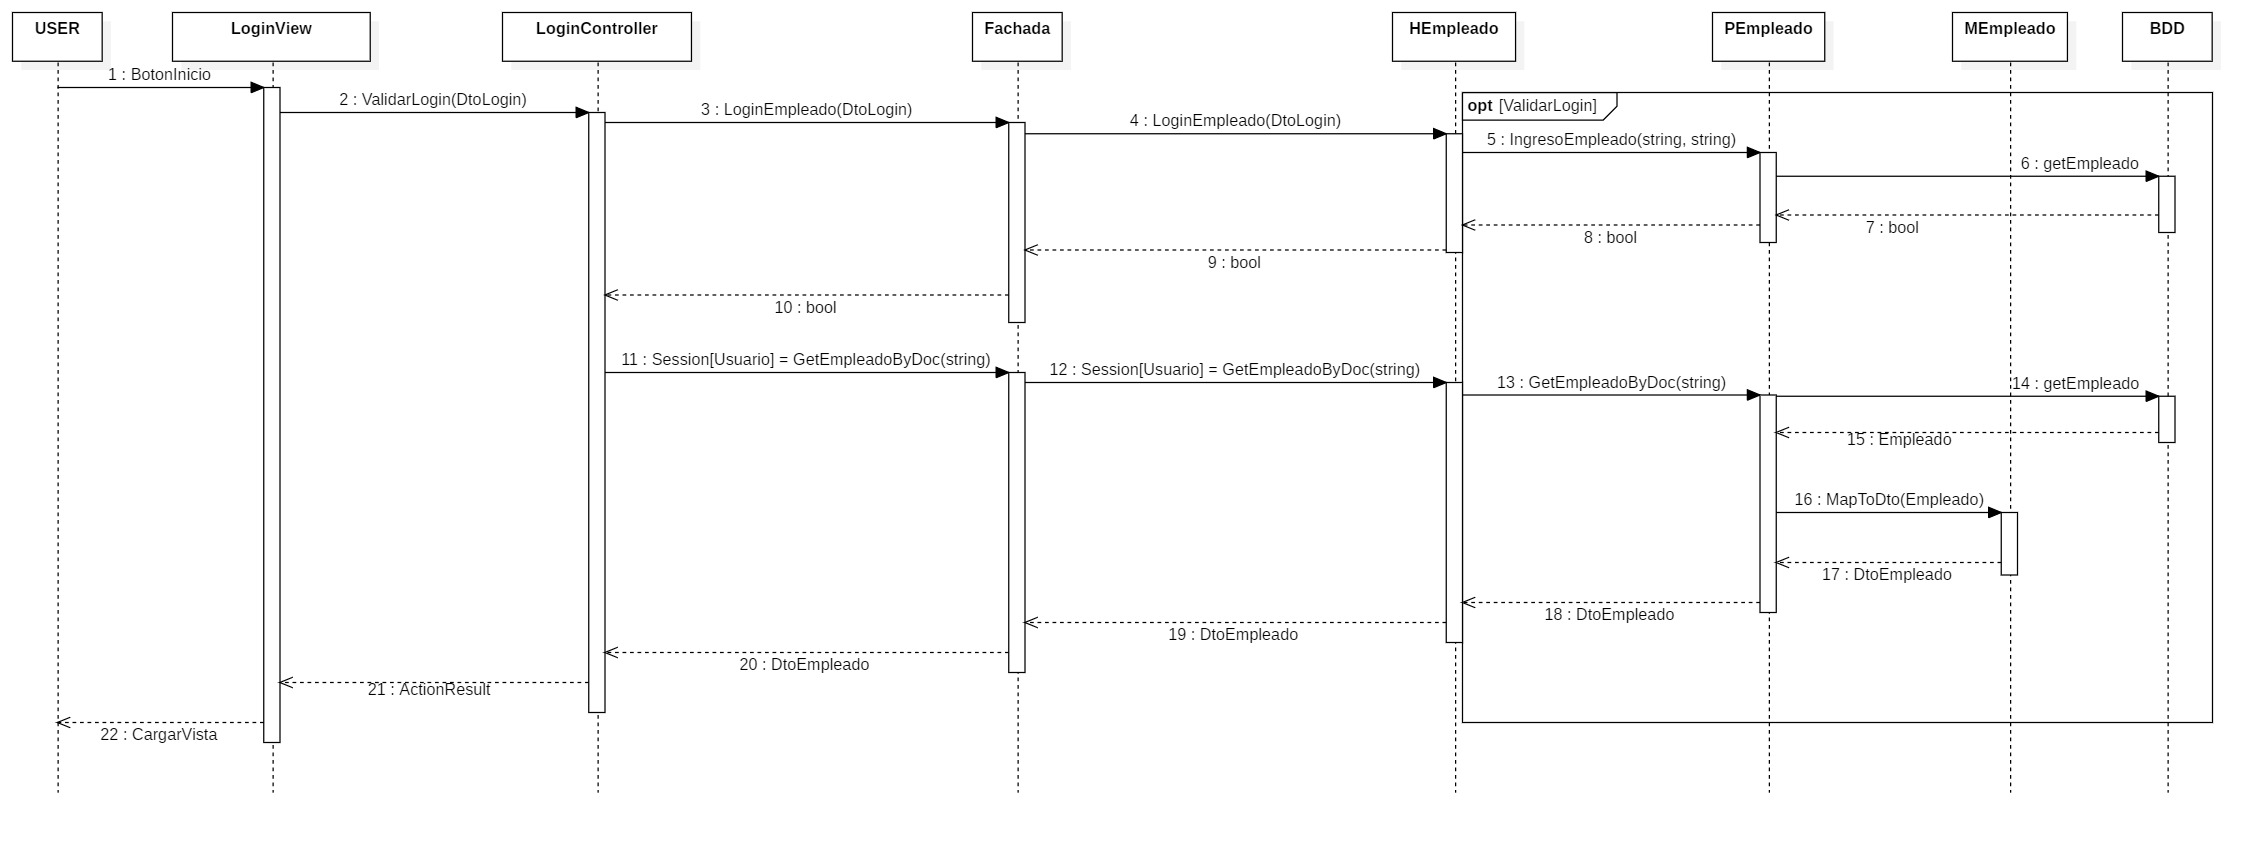 USER
LoginView
LoginController
Fachada
HEmpleado
PEmpleado
MEmpleado
BDD
1 : BotonInicio
2 : ValidarLogin(DtoLogin)
3 : LoginEmpleado(DtoLogin)
4 : LoginEmpleado(DtoLogin)
opt [ValidarLogin]
5 : IngresoEmpleado(string, string)
6 : getEmpleado
7 : bool
8 : bool
9 : bool
10 : bool
11 : Session[Usuario] = GetEmpleadoByDoc(string)
12 : Session[Usuario] = GetEmpleadoByDoc(string)
13 : GetEmpleadoByDoc(string)
14 : getEmpleado
15 : Empleado
16 : MapToDto(Empleado)
17 : DtoEmpleado
18 : DtoEmpleado
19 : DtoEmpleado
20 : DtoEmpleado
21 : ActionResult
22 : CargarVista